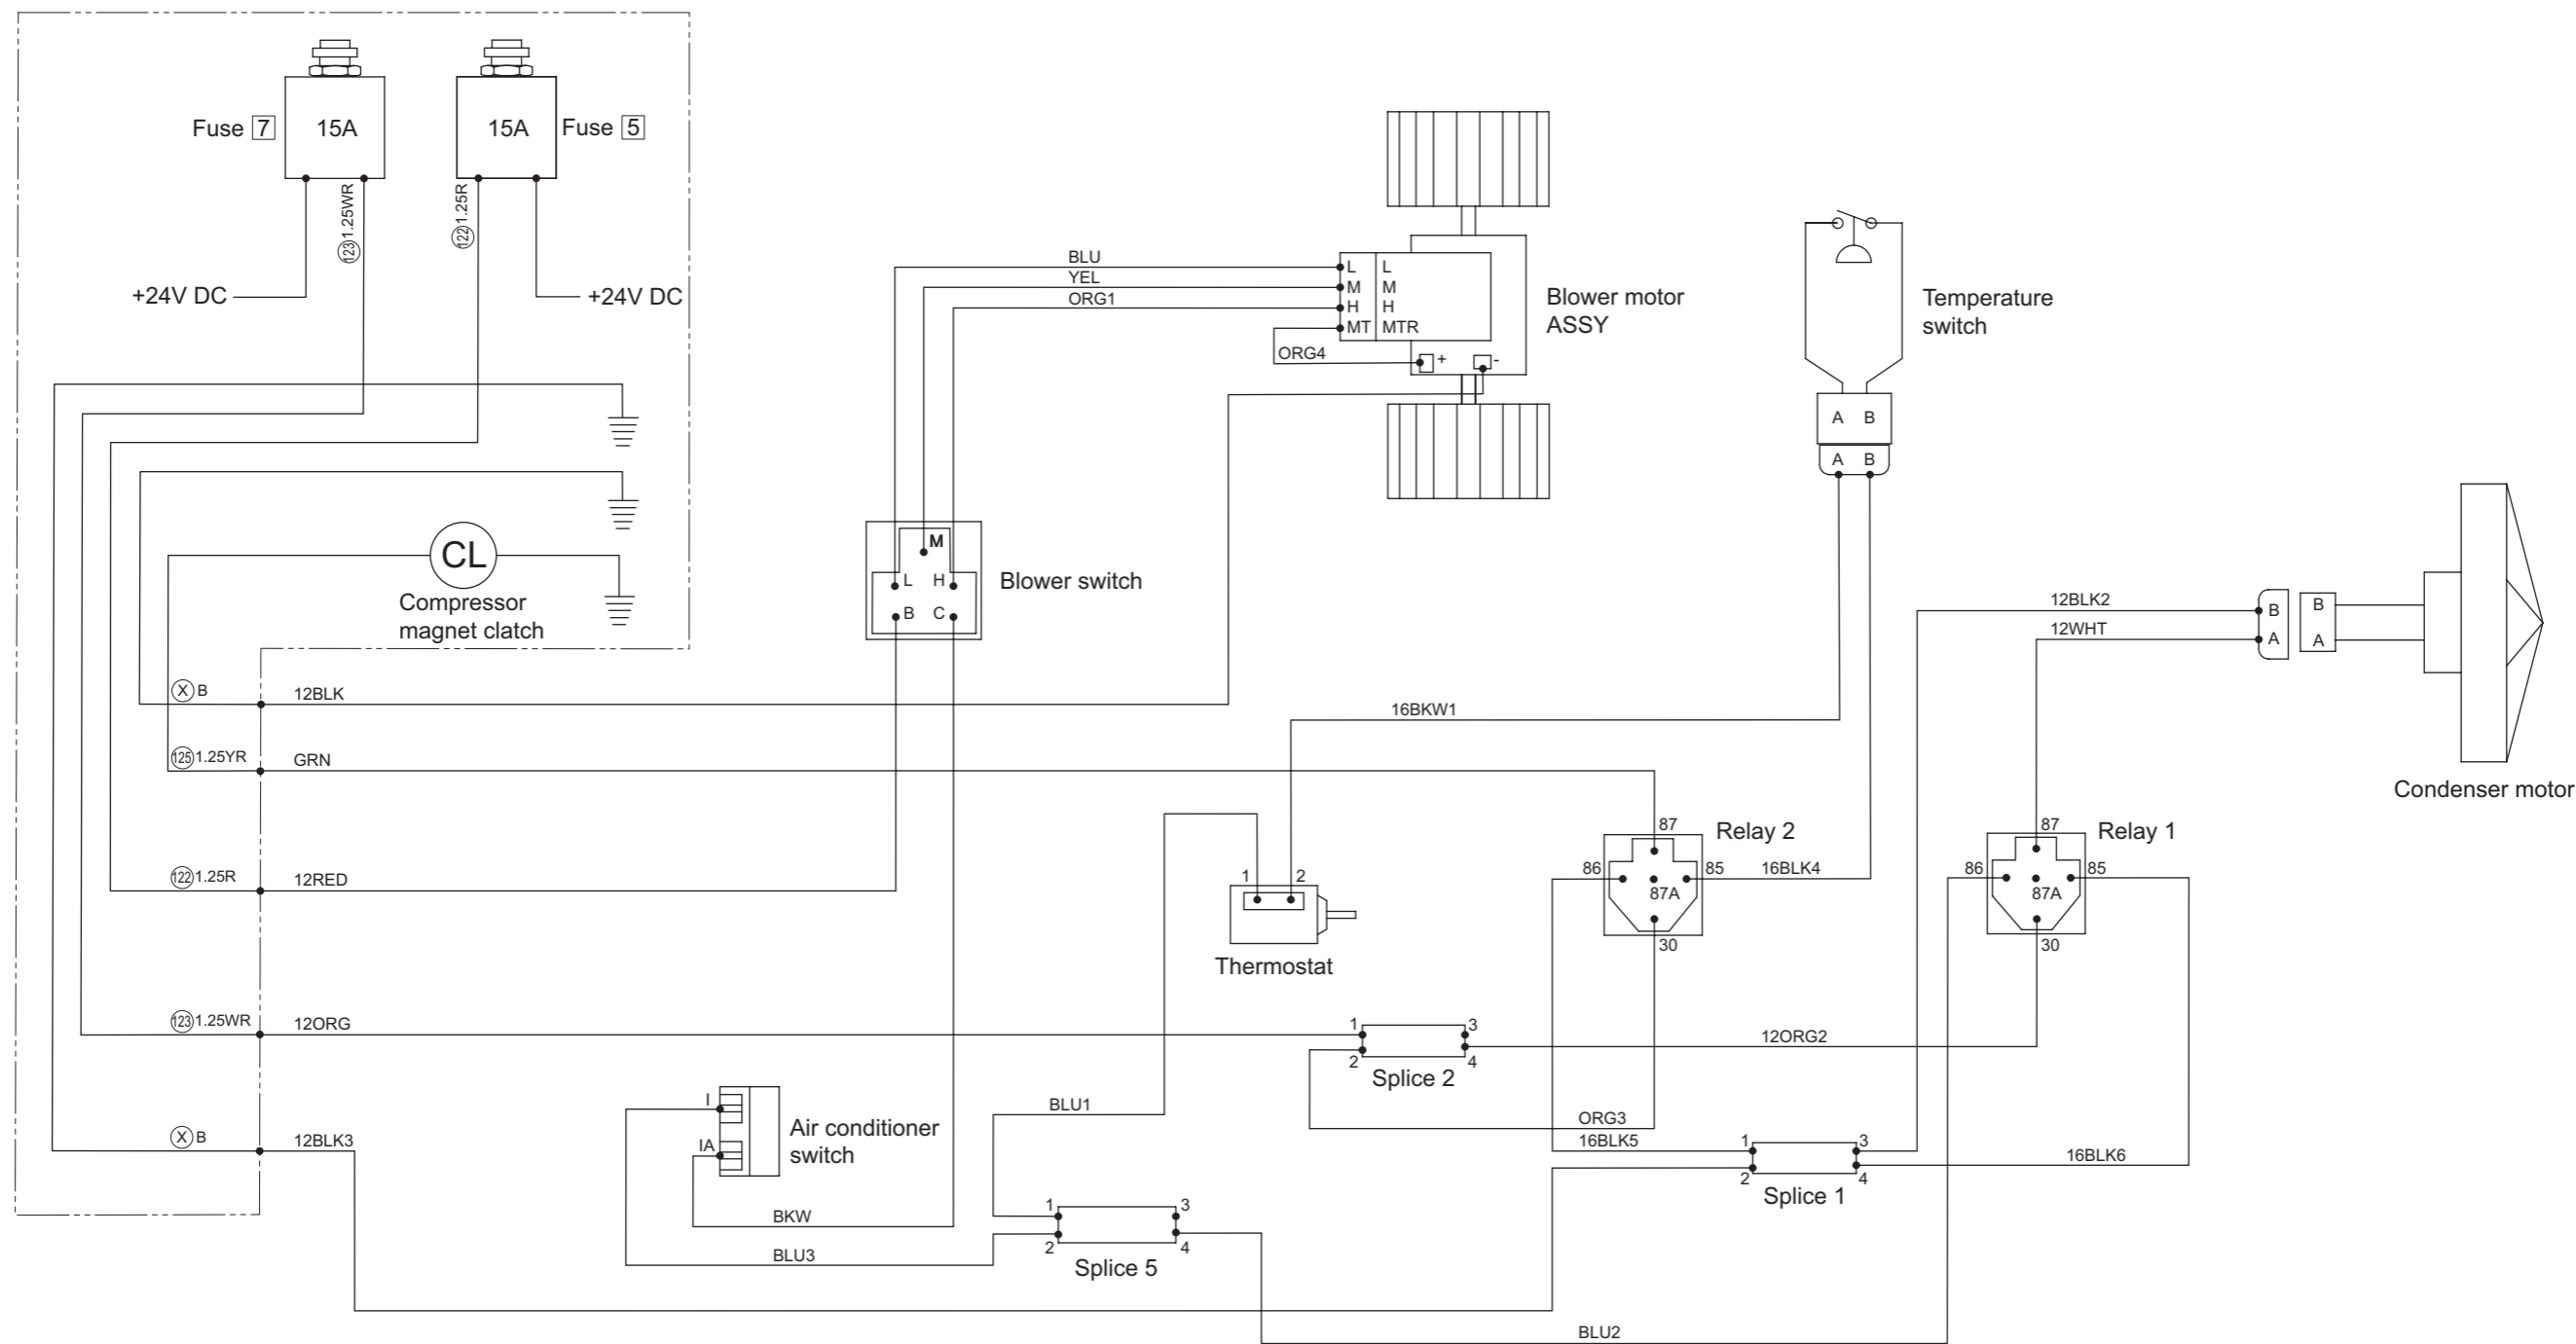 Fuse 7
15A
15A
Fuse 5
123 1.25WR
122 1.25R
+24V DC
+24V DC
BLU
YEL
ORG1
ORG4
L L
M M
H H
MT MTR
+
-
Blower motor
ASSY
Temperature
switch
A B
A B
CL
Compressor
magnet clatch
M
L H
B C
Blower switch
12BLK2
12WHT
B
A
B
A
Condenser motor
X B
12BLK
16BKW1
125 1.25YR
GRN
87
Relay 2
86
85
87A
30
16BLK4
87
Relay 1
86
85
87A
30
122 1.25R
12RED
1 2
Thermostat
123 1.25WR
12ORG
1 3
2 4
Splice 2
12ORG2
ORG3
BLU1
I
IA
Air conditioner
switch
X B
12BLK3
16BLK5
1 3
2 4
Splice 1
16BLK6
BKW
BLU3
1 3
2 4
Splice 5
BLU2